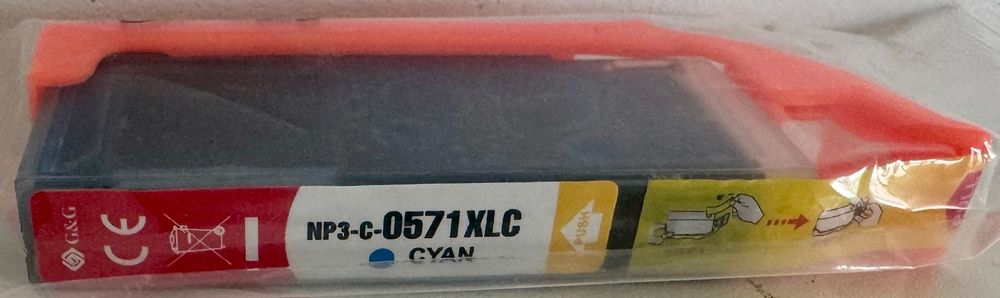 G&G
CE
NP3-C-0571XLC
CYAN
PUSH